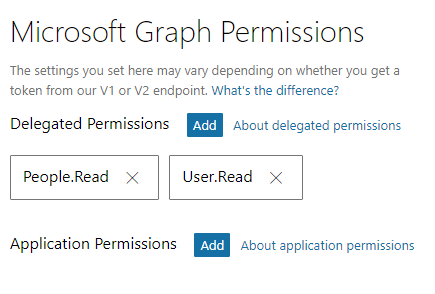 Microsoft Graph Permissions
The settings you set here may vary depending on whether you get a
token from our V1 or V2 endpoint. What's the difference?
Delegated Permissions Add About delegated permissions
People.Read User.Read
Application Permissions Add About application permissions